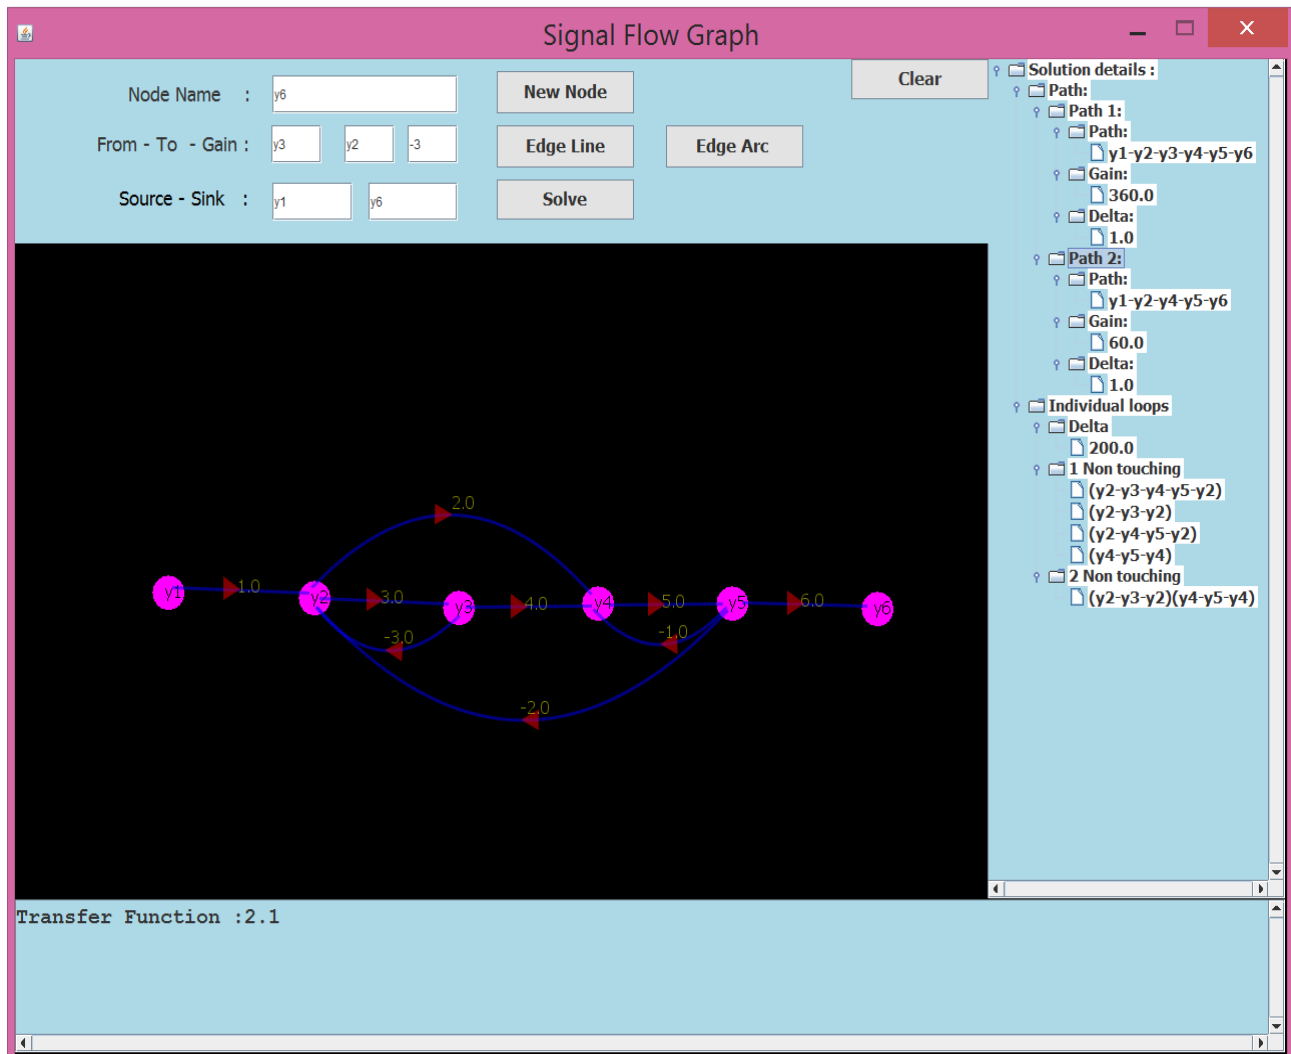 Signal Flow Graph
Node Name : y6 New Node Clear
From - To - Gain : y3 y2 -3 Edge Line Edge Arc
Source - Sink : y1 y6 Solve
Solution details :
Path:
Path 1:
Path:
y1-y2-y3-y4-y5-y6
Gain:
360.0
Delta:
1.0
Path 2:
Path:
y1-y2-y4-y5-y6
Gain:
60.0
Delta:
1.0
Individual loops
Delta
200.0
1 Non touching
(y2-y3-y4-y5-y2)
(y2-y3-y2)
(y2-y4-y5-y2)
(y4-y5-y4)
2 Non touching
(y2-y3-y2)(y4-y5-y4)
2.0
y1 1.0 y2 3.0 y3 4.0 y4 5.0 y5 6.0 y6
-3.0 -1.0
-2.0
Transfer Function :2.1